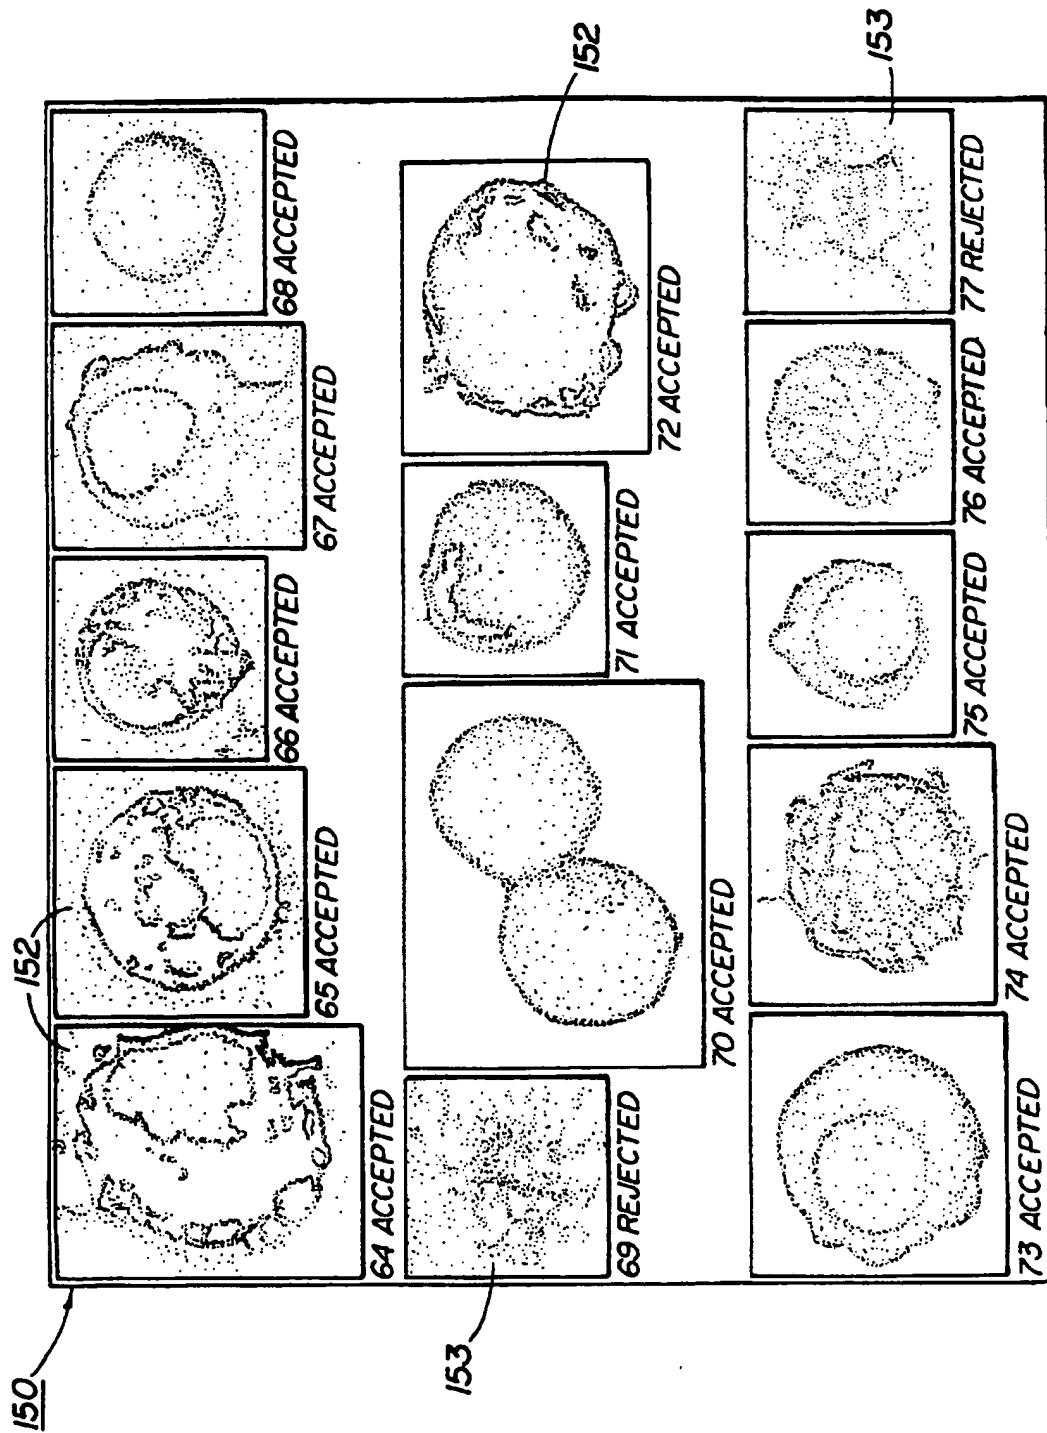 150
152
64 ACCEPTED
65 ACCEPTED
66 ACCEPTED
67 ACCEPTED
68 ACCEPTED
153
69 REJECTED
70 ACCEPTED
71 ACCEPTED
72 ACCEPTED
152
73 ACCEPTED
74 ACCEPTED
75 ACCEPTED
76 ACCEPTED
77 REJECTED
153